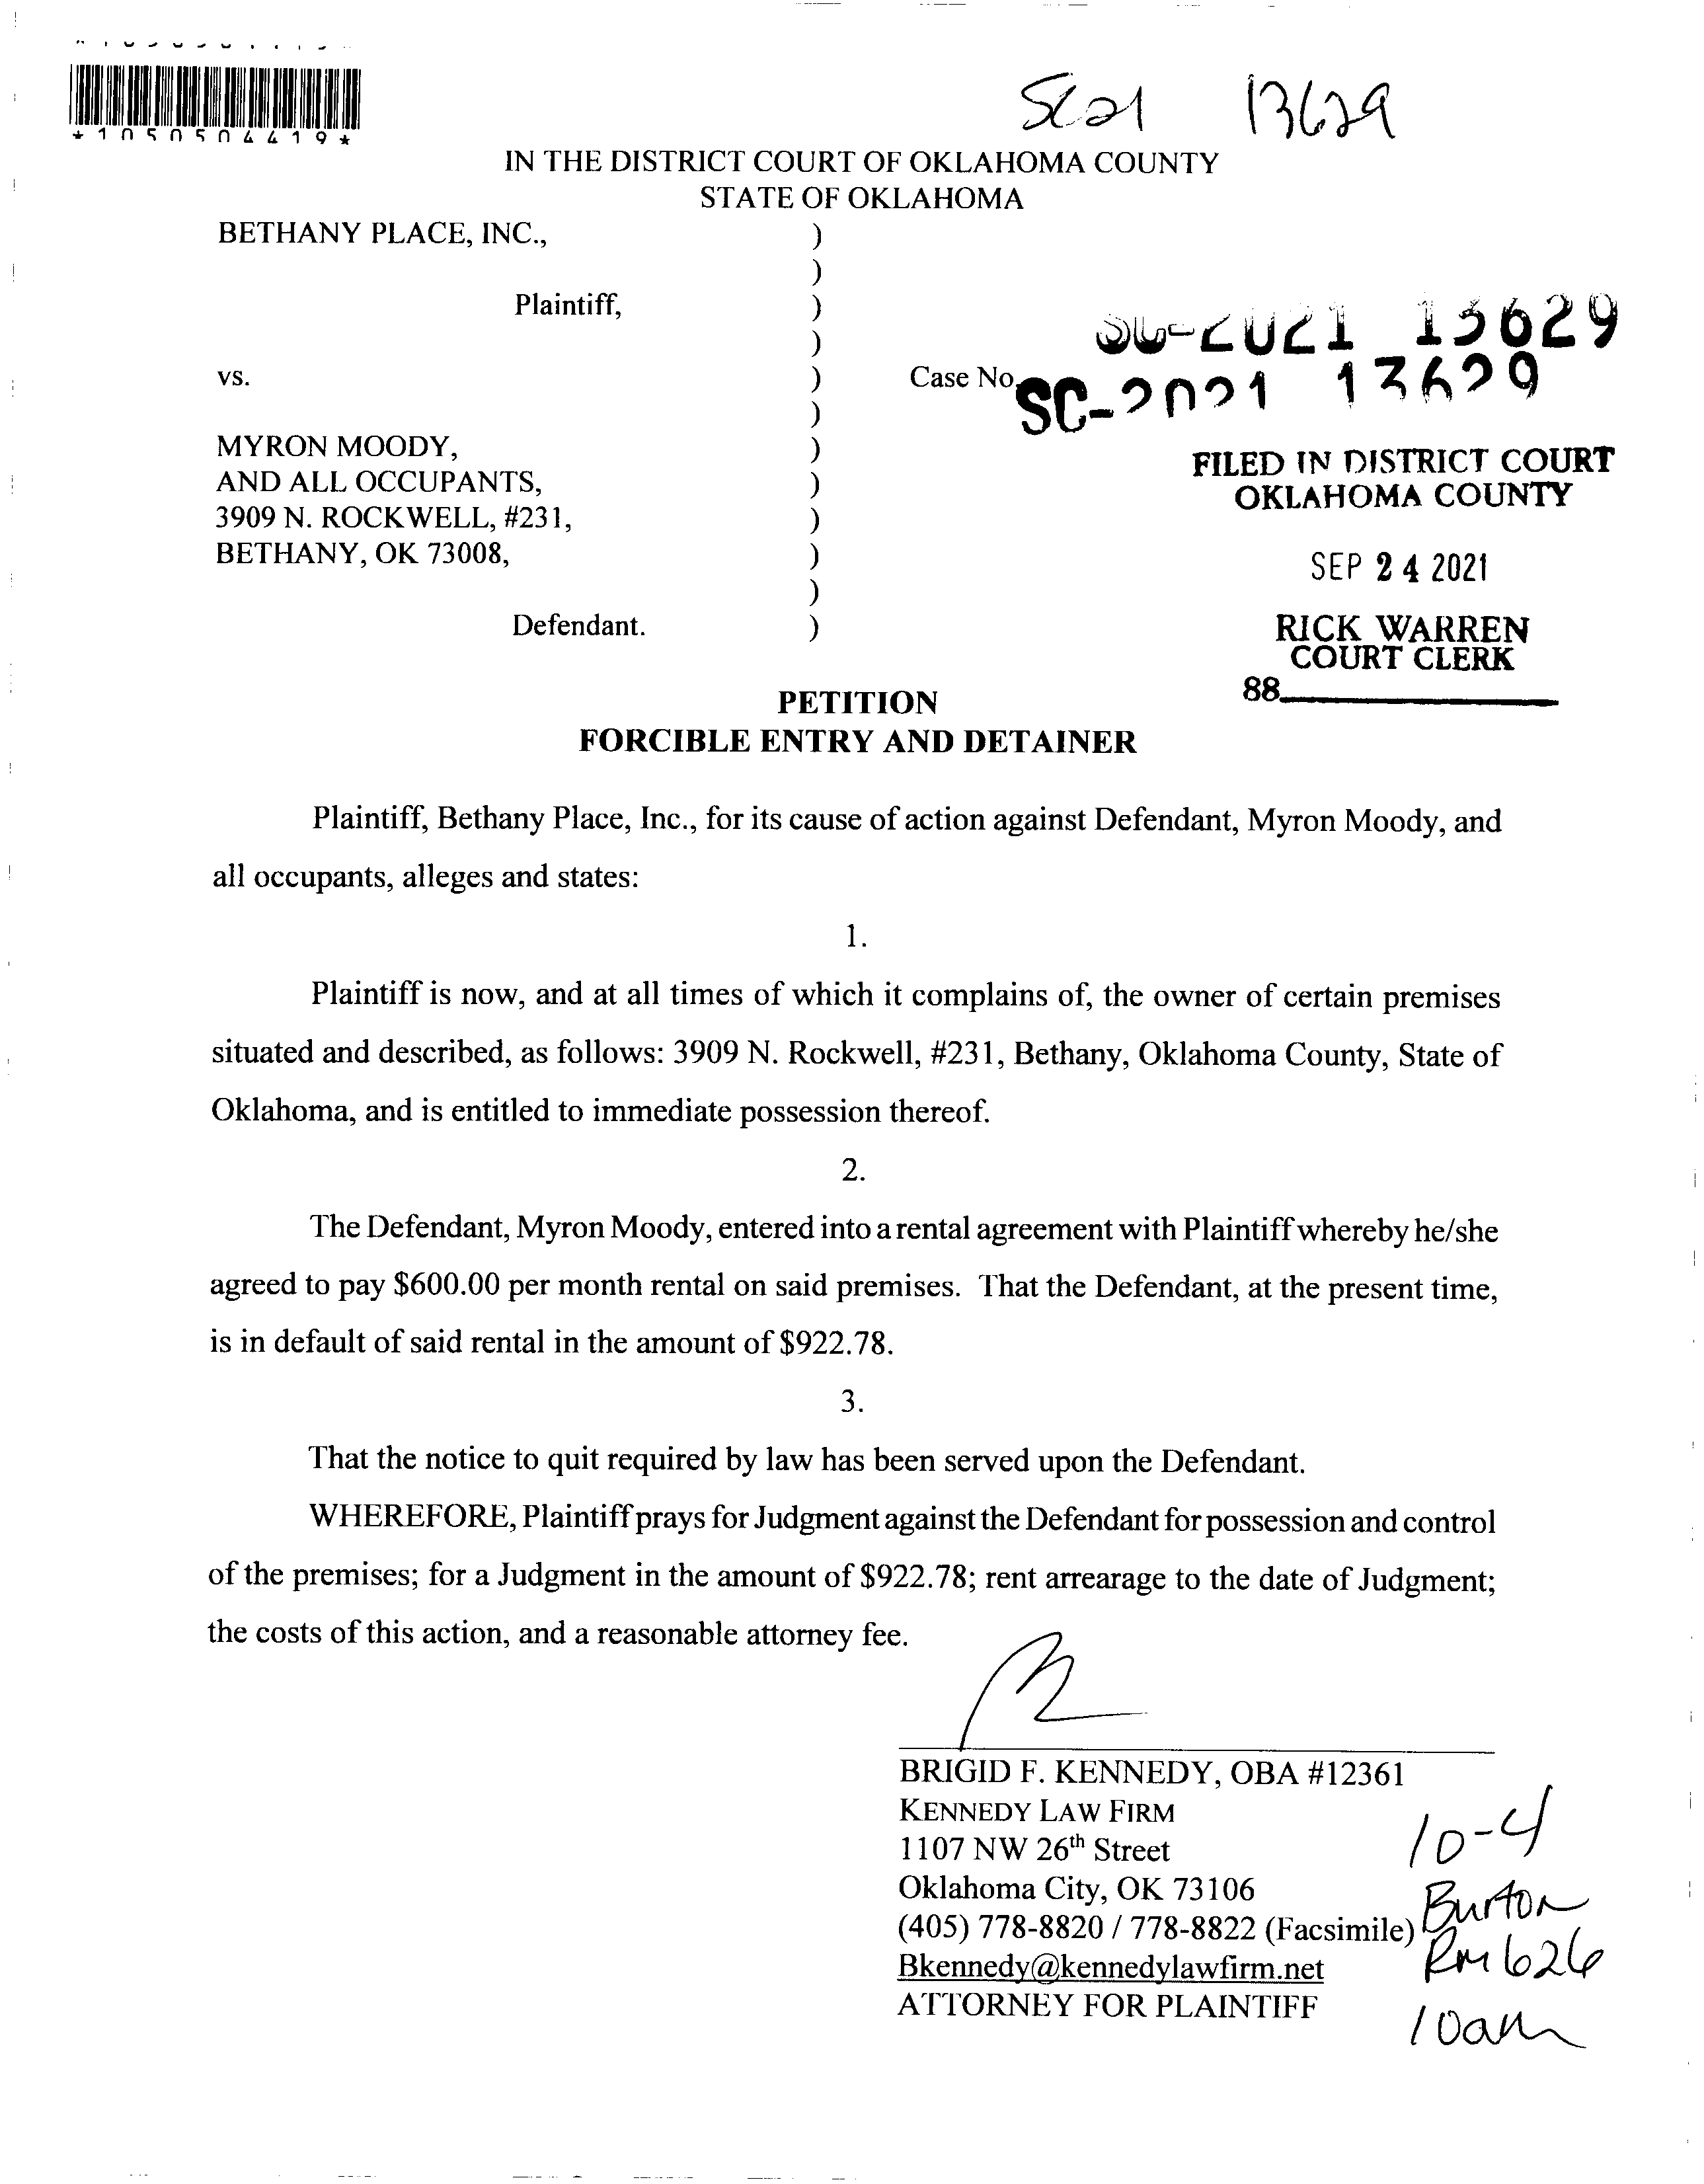 *1050504419*
SC21 13629
IN THE DISTRICT COURT OF OKLAHOMA COUNTY
STATE OF OKLAHOMA
BETHANY PLACE, INC., )
)
Plaintiff, )
)
SC-2021 13629
vs. ) Case No. SC-2021 13629
)
MYRON MOODY, )
AND ALL OCCUPANTS, )
3909 N. ROCKWELL, #231, )
BETHANY, OK 73008, )
)
Defendant. )
FILED IN DISTRICT COURT
OKLAHOMA COUNTY
SEP 24 2021
RICK WARREN
COURT CLERK
88
PETITION
FORCIBLE ENTRY AND DETAINER
Plaintiff, Bethany Place, Inc., for its cause of action against Defendant, Myron Moody, and
all occupants, alleges and states:
1.
Plaintiff is now, and at all times of which it complains of, the owner of certain premises
situated and described, as follows: 3909 N. Rockwell, #231, Bethany, Oklahoma County, State of
Oklahoma, and is entitled to immediate possession thereof.
2.
The Defendant, Myron Moody, entered into a rental agreement with Plaintiff whereby he/she
agreed to pay $600.00 per month rental on said premises. That the Defendant, at the present time,
is in default of said rental in the amount of $922.78.
3.
That the notice to quit required by law has been served upon the Defendant.
WHEREFORE, Plaintiff prays for Judgment against the Defendant for possession and control
of the premises; for a Judgment in the amount of $922.78; rent arrearage to the date of Judgment;
the costs of this action, and a reasonable attorney fee.
BRIGID F. KENNEDY, OBA #12361
KENNEDY LAW FIRM
1107 NW 26th Street
Oklahoma City, OK 73106
(405) 778-8820 / 778-8822 (Facsimile)
Bkennedy@kennedylawfirm.net
ATTORNEY FOR PLAINTIFF
10-4
Burton
Rm 626
10am